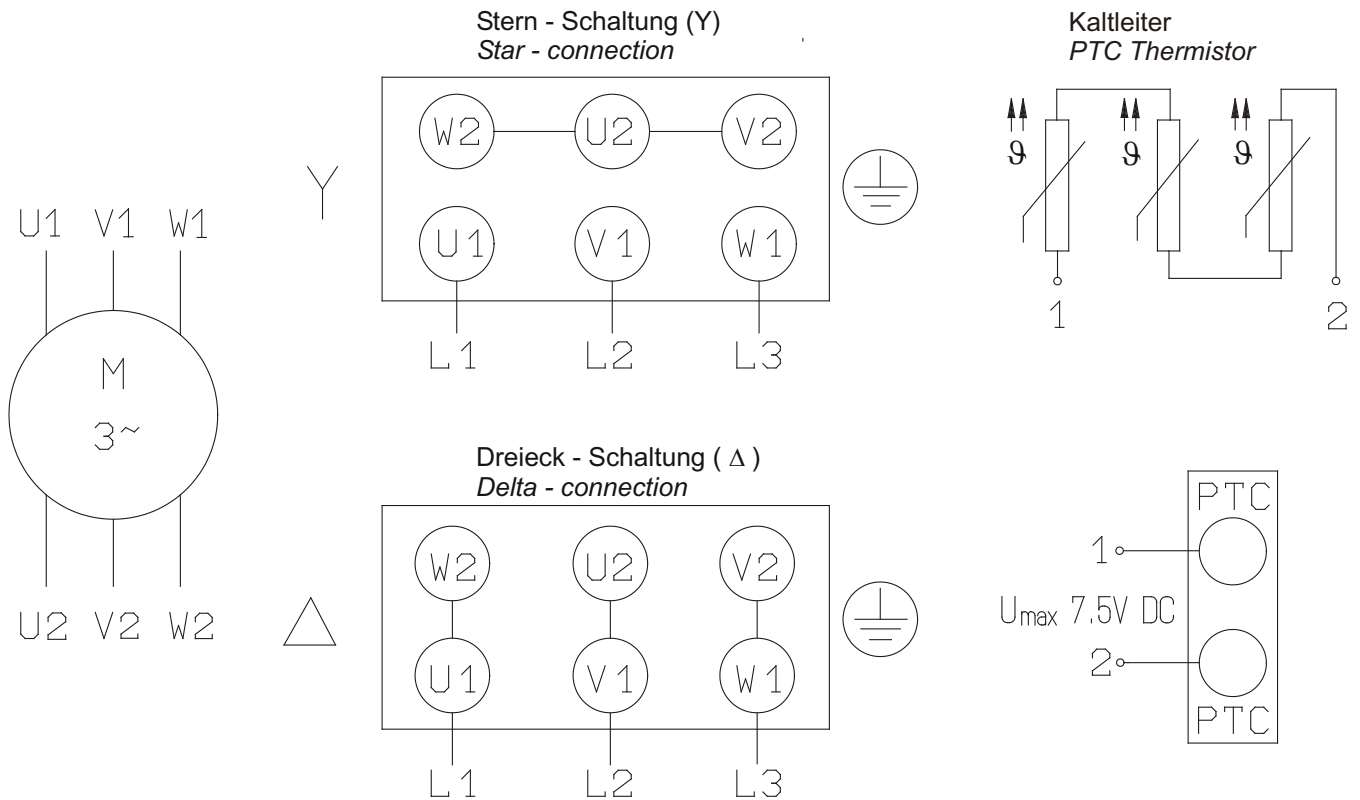 Stern - Schaltung (Y)
Star - connection
Kaltleiter
PTC Thermistor
W2 U2 V2
ϑ ϑ ϑ
Y
U1 V1 W1
U1 V1 W1
1 2
L1 L2 L3
M
3~
Dreieck - Schaltung ( Δ )
Delta - connection
PTC
W2 U2 V2
1
Umax 7.5V DC
U2 V2 W2
Δ
U1 V1 W1
2
PTC
L1 L2 L3